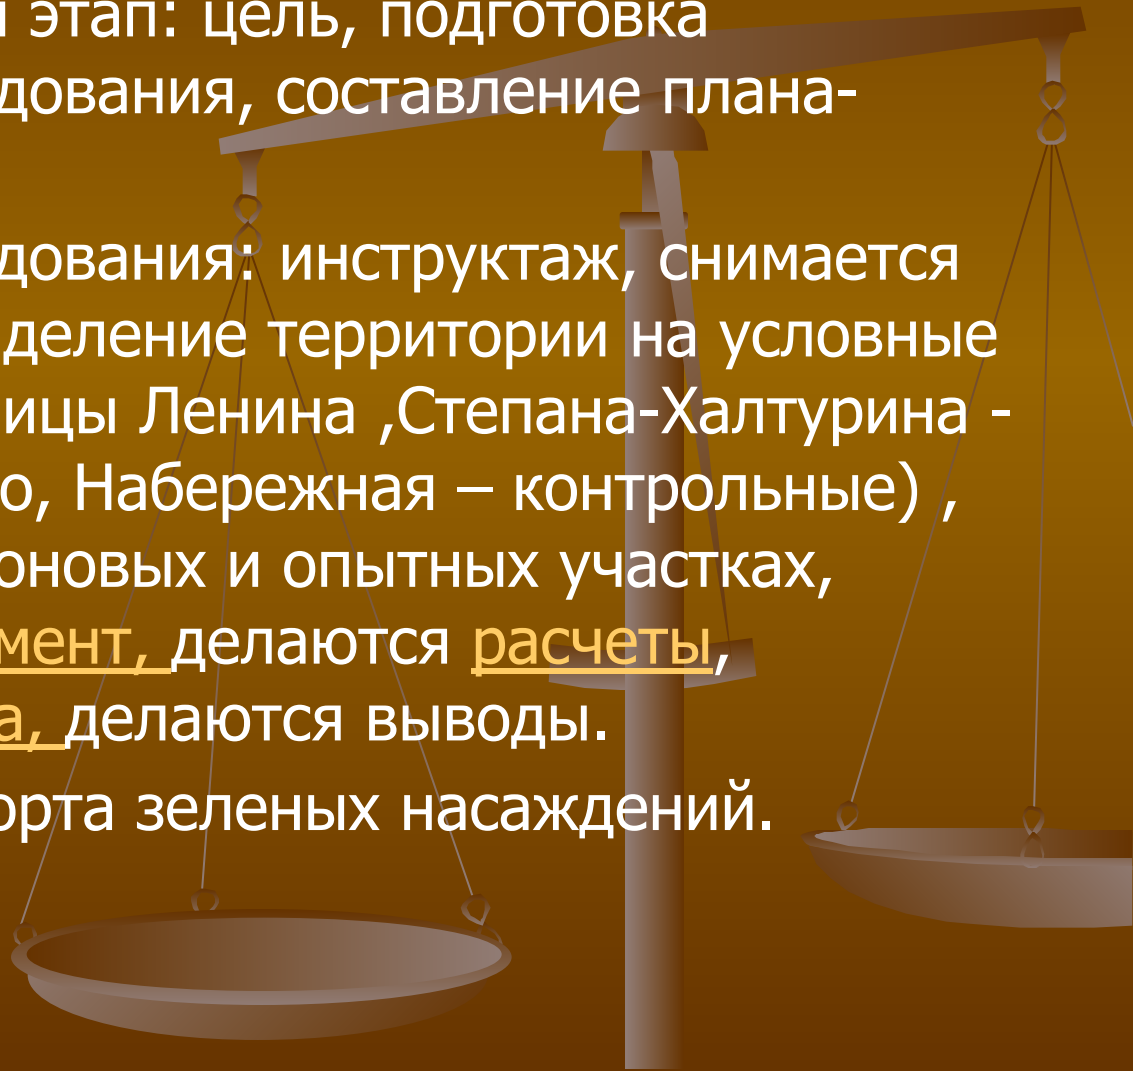 й этап: цель, подготовка
дования, составление плана-
дования: инструктаж, снимается
деление территории на условные
ицы Ленина ,Степана-Халтурина -
о, Набережная – контрольные) ,
оновых и опытных участках,
мент, делаются расчеты,
а, делаются выводы.
орта зеленых насаждений.